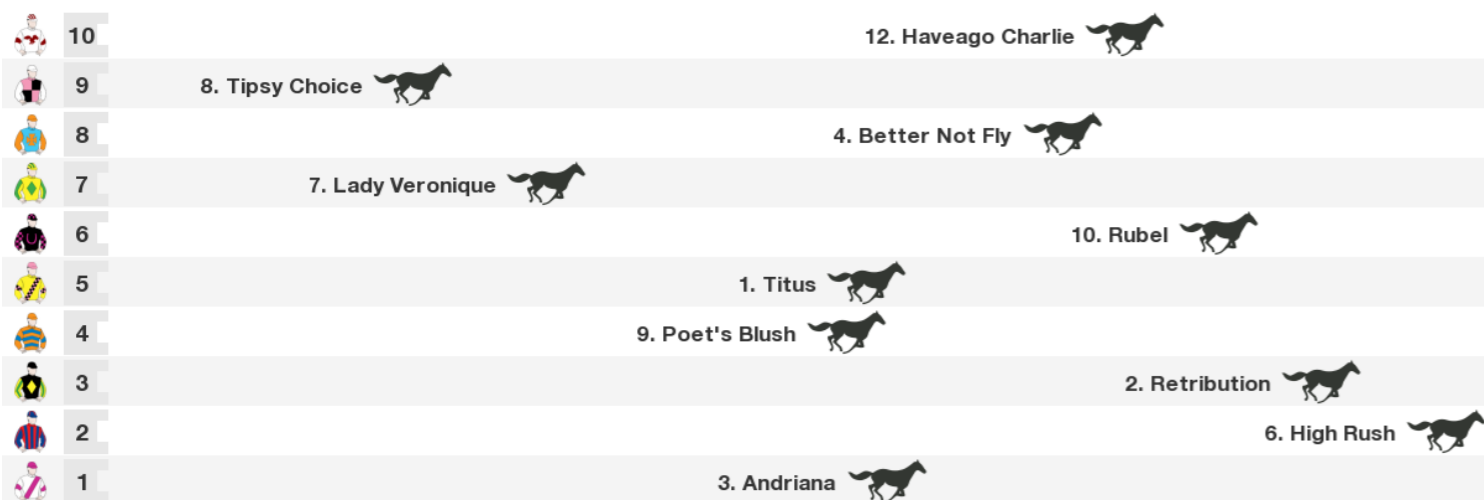 10 12. Haveago Charlie
9 8. Tipsy Choice
8 4. Better Not Fly
7 7. Lady Veronique
6 10. Rubel
5 1. Titus
4 9. Poet's Blush
3 2. Retribution
2 6. High Rush
1 3. Andriana